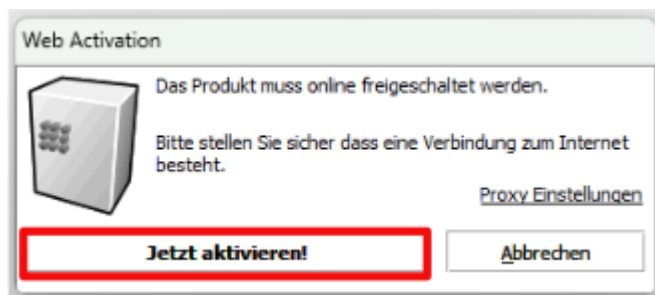 Web Activation
Das Produkt muss online freigeschaltet werden.
Bitte stellen Sie sicher dass eine Verbindung zum Internet
besteht.
Proxy Einstellungen
Jetzt aktivieren!
Abbrechen